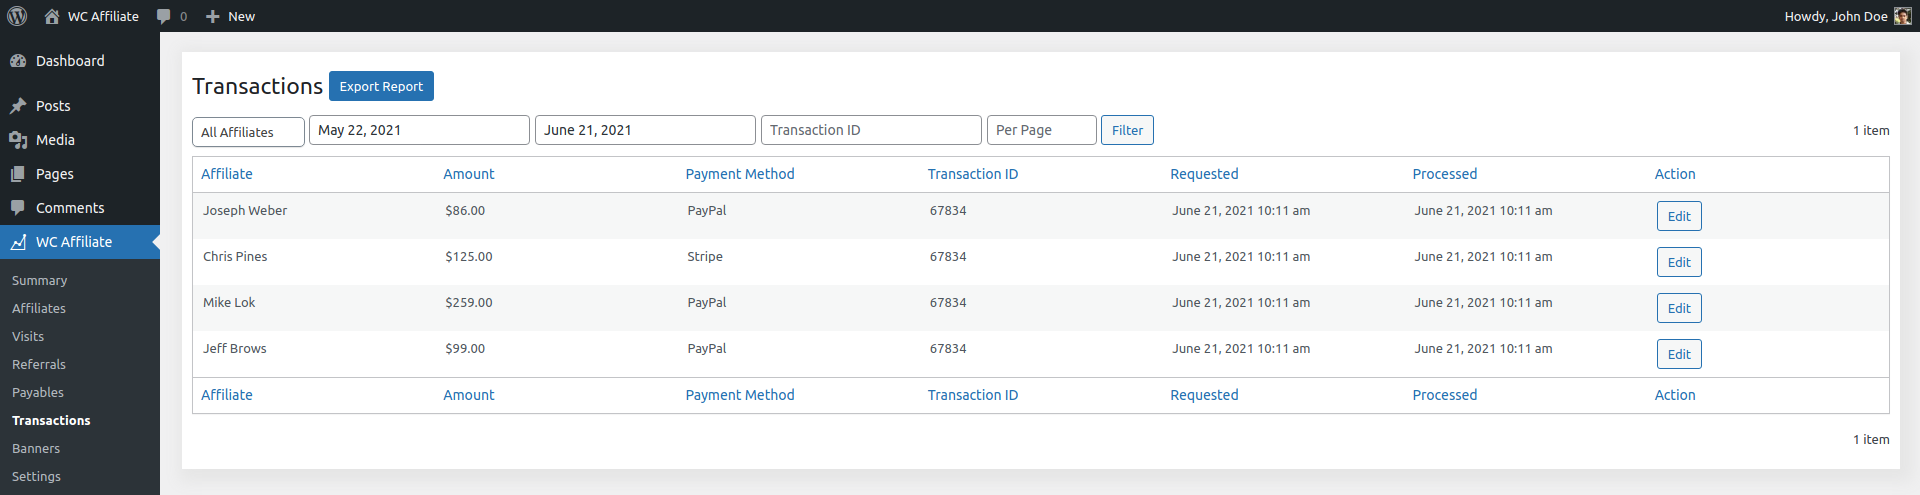 WC Affiliate 0 New Howdy, John Doe
Dashboard
Posts
Media
Pages
Comments
WC Affiliate
Summary
Affiliates
Visits
Referrals
Payables
Transactions
Banners
Settings
Transactions Export Report
All Affiliates May 22, 2021 June 21, 2021 Transaction ID Per Page Filter 1 item
Affiliate Amount Payment Method Transaction ID Requested Processed Action
Joseph Weber $86.00 PayPal 67834 June 21, 2021 10:11 am June 21, 2021 10:11 am Edit
Chris Pines $125.00 Stripe 67834 June 21, 2021 10:11 am June 21, 2021 10:11 am Edit
Mike Lok $259.00 PayPal 67834 June 21, 2021 10:11 am June 21, 2021 10:11 am Edit
Jeff Brows $99.00 PayPal 67834 June 21, 2021 10:11 am June 21, 2021 10:11 am Edit
Affiliate Amount Payment Method Transaction ID Requested Processed Action
1 item